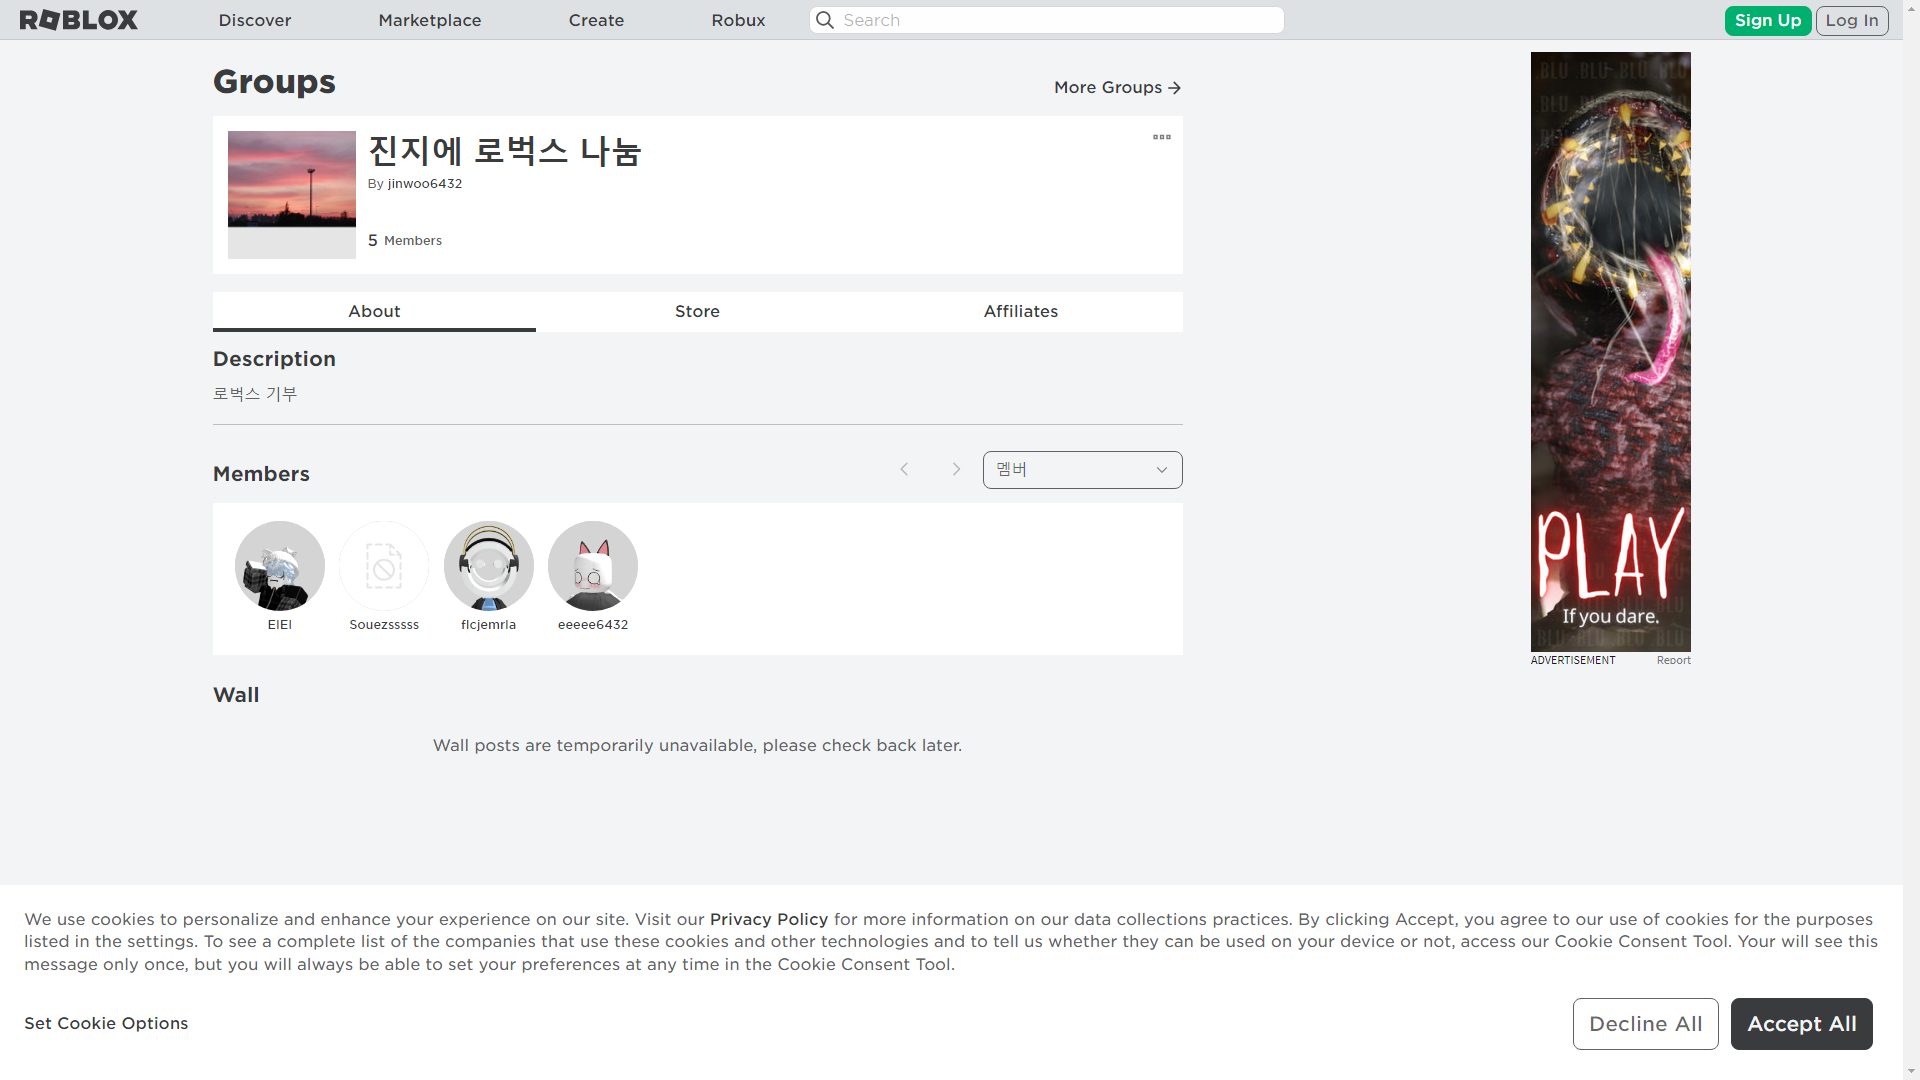 ROBLOX
Discover
Marketplace
Create
Robux
Search
Sign Up
Log In
Groups
More Groups
진지에 로벅스 나눔
By jinwoo6432
5 Members
About
Store
Affiliates
Description
로벅스 기부
Members
멤버
Souezsssss
flcjemrla
eeeee6432
Wall
Wall posts are temporarily unavailable, please check back later.
PLAY
If you dare.
ADVERTISEMENT
Report
We use cookies to personalize and enhance your experience on our site. Visit our Privacy Policy for more information on our data collections practices. By clicking Accept, you agree to our use of cookies for the purposes
listed in the settings. To see a complete list of the companies that use these cookies and other technologies and to tell us whether they can be used on your device or not, access our Cookie Consent Tool. Your will see this
message only once, but you will always be able to set your preferences at any time in the Cookie Consent Tool.
Set Cookie Options
Decline All
Accept All